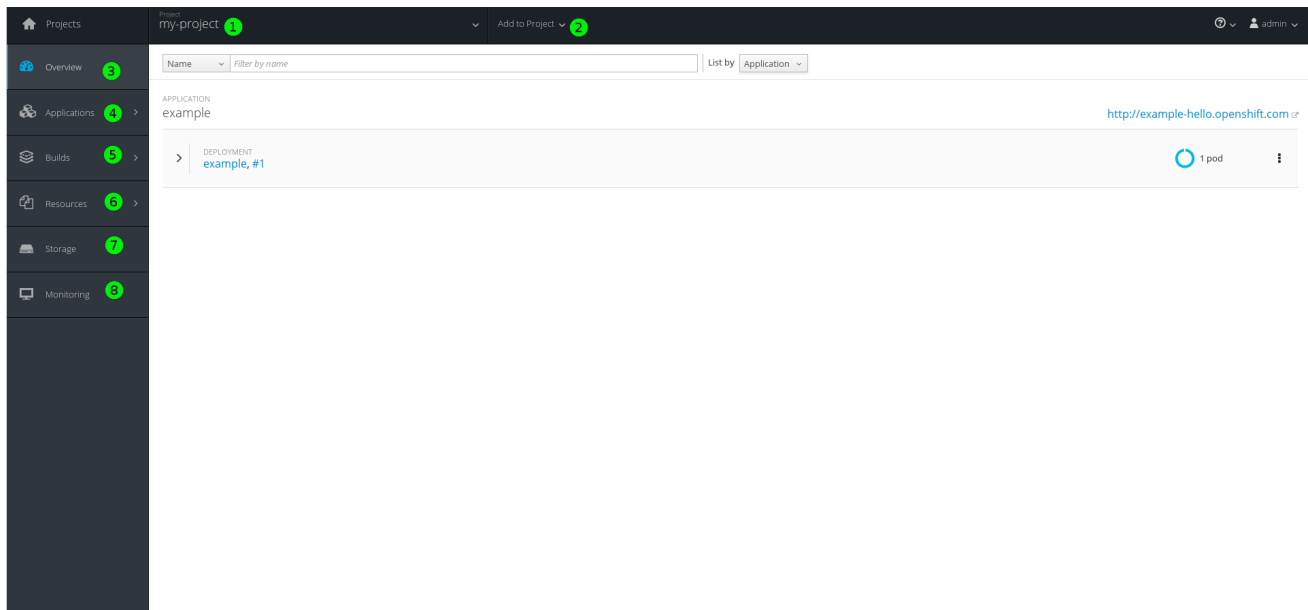 Projects
Project
my-project 1
Add to Project 2
admin
Overview 3
Name Filter by name List by Application
Applications 4
APPLICATION
example
http://example-hello.openshift.com
Builds 5
DEPLOYMENT
example, #1
1 pod
Resources 6
Storage 7
Monitoring 8